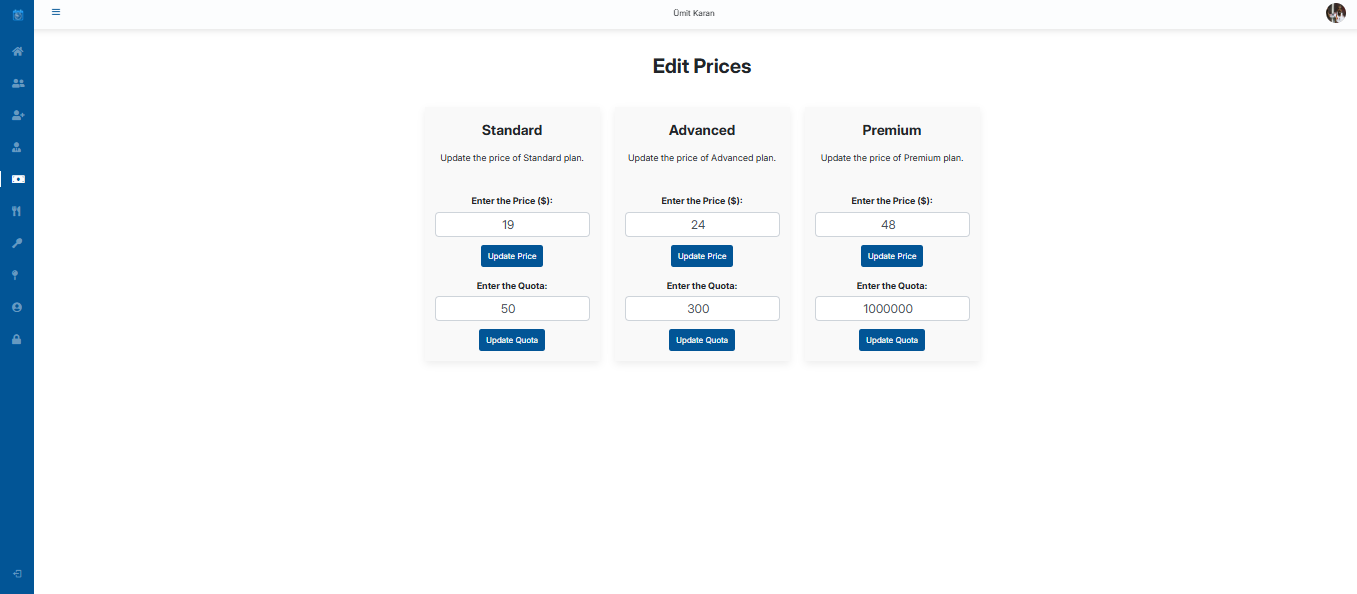 Ümit Karan
Edit Prices
Standard
Update the price of Standard plan.
Enter the Price ($):
19
Update Price
Enter the Quota:
50
Update Quota
Advanced
Update the price of Advanced plan.
Enter the Price ($):
24
Update Price
Enter the Quota:
300
Update Quota
Premium
Update the price of Premium plan.
Enter the Price ($):
48
Update Price
Enter the Quota:
1000000
Update Quota